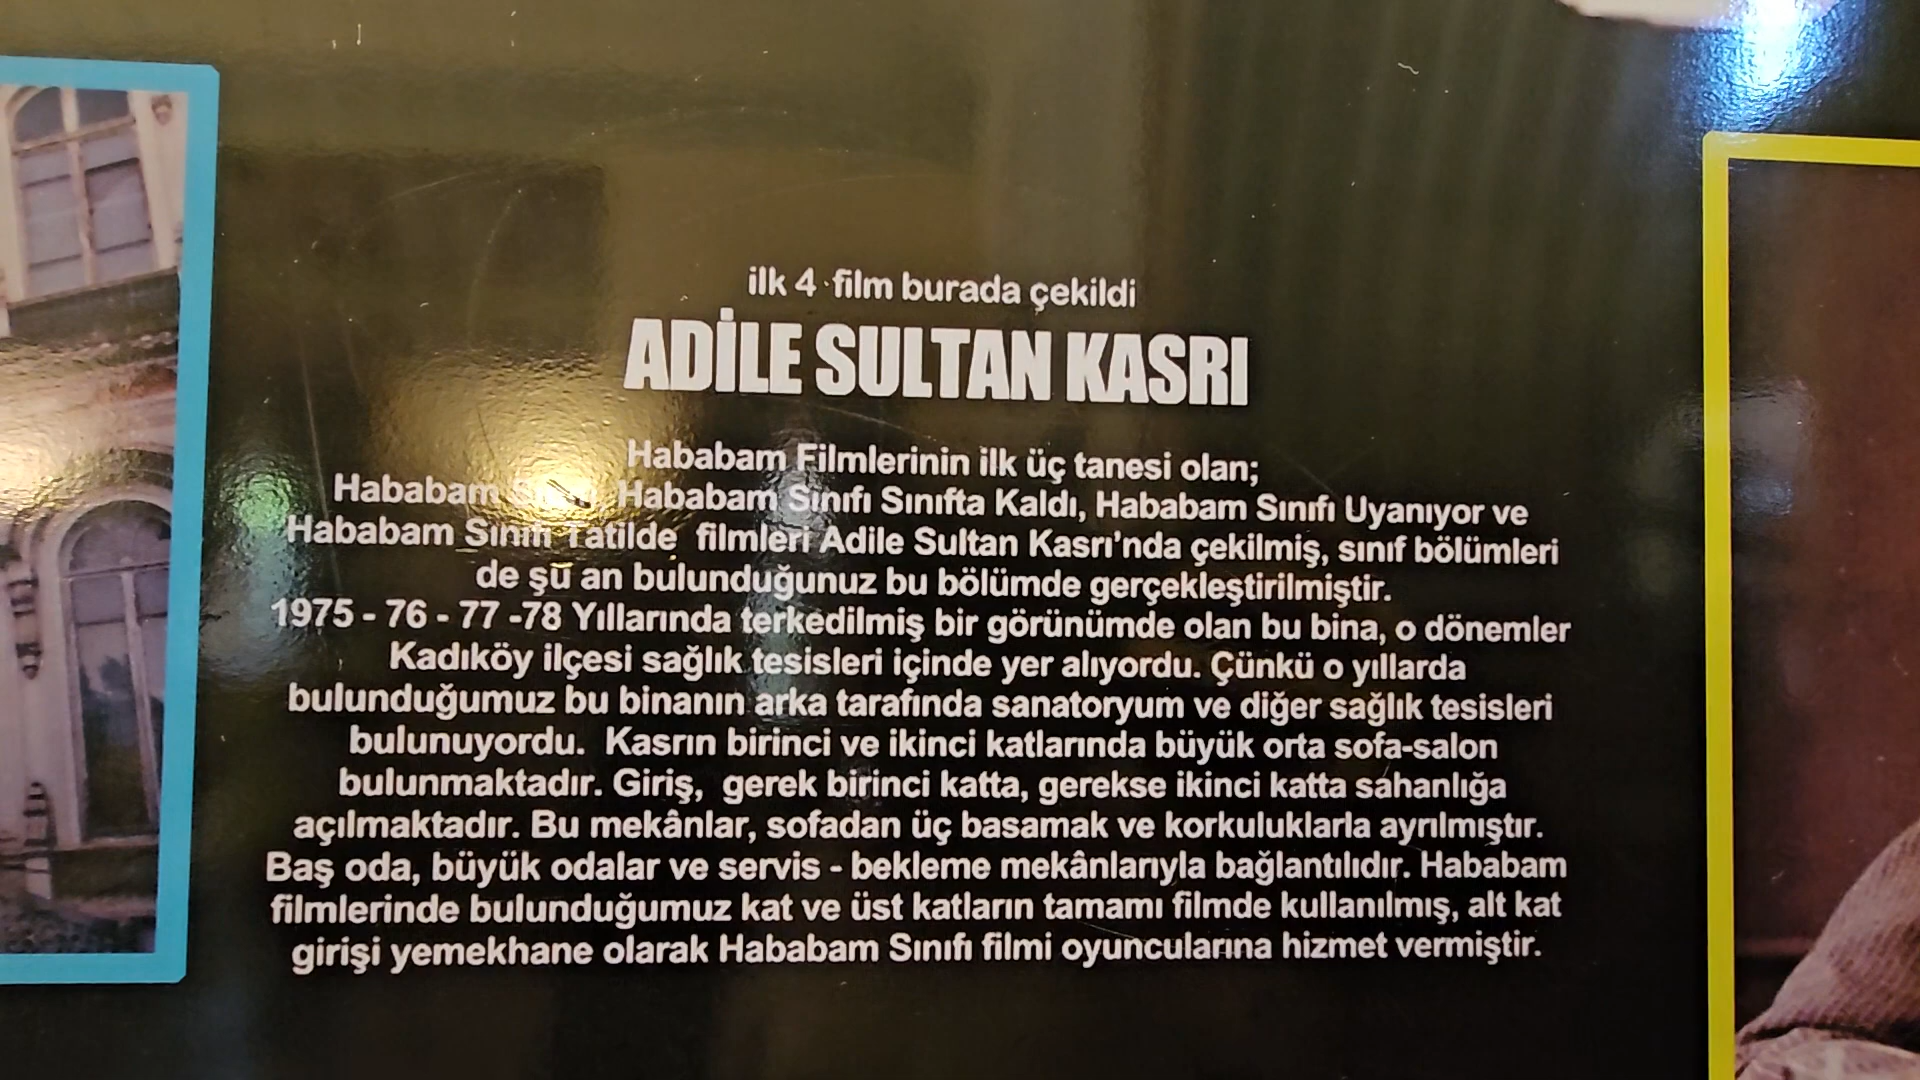 ilk 4 film burada çekildi
ADİLE SULTAN KASRI
Hababam Filmlerinin ilk üç tanesi olan;
Hababam Hababam Sınıfı Sınıfta Kaldı, Hababam Sınıfı Uyanıyor ve
Hababam Sınıfı Tatilde filmleri Adile Sultan Kasrı'nda çekilmiş, sınıf bölümleri
de şu an bulunduğunuz bu bölümde gerçekleştirilmiştir.
1975 - 76 - 77 -78 Yıllarında terkedilmiş bir görünümde olan bu bina, o dönemler
Kadıköy ilçesi sağlık tesisleri içinde yer alıyordu. Çünkü o yıllarda
bulunduğumuz bu binanın arka tarafında sanatoryum ve diğer sağlık tesisleri
bulunuyordu. Kasrın birinci ve ikinci katlarında büyük orta sofa-salon
bulunmaktadır. Giriş, gerek birinci katta, gerekse ikinci katta sahanlığa
açılmaktadır. Bu mekânlar, sofadan üç basamak ve korkuluklarla ayrılmıştır.
Baş oda, büyük odalar ve servis - bekleme mekânlarıyla bağlantılıdır. Hababam
filmlerinde bulunduğumuz kat ve üst katların tamamı filmde kullanılmış, alt kat
girişi yemekhane olarak Hababam Sınıfı filmi oyuncularına hizmet vermiştir.